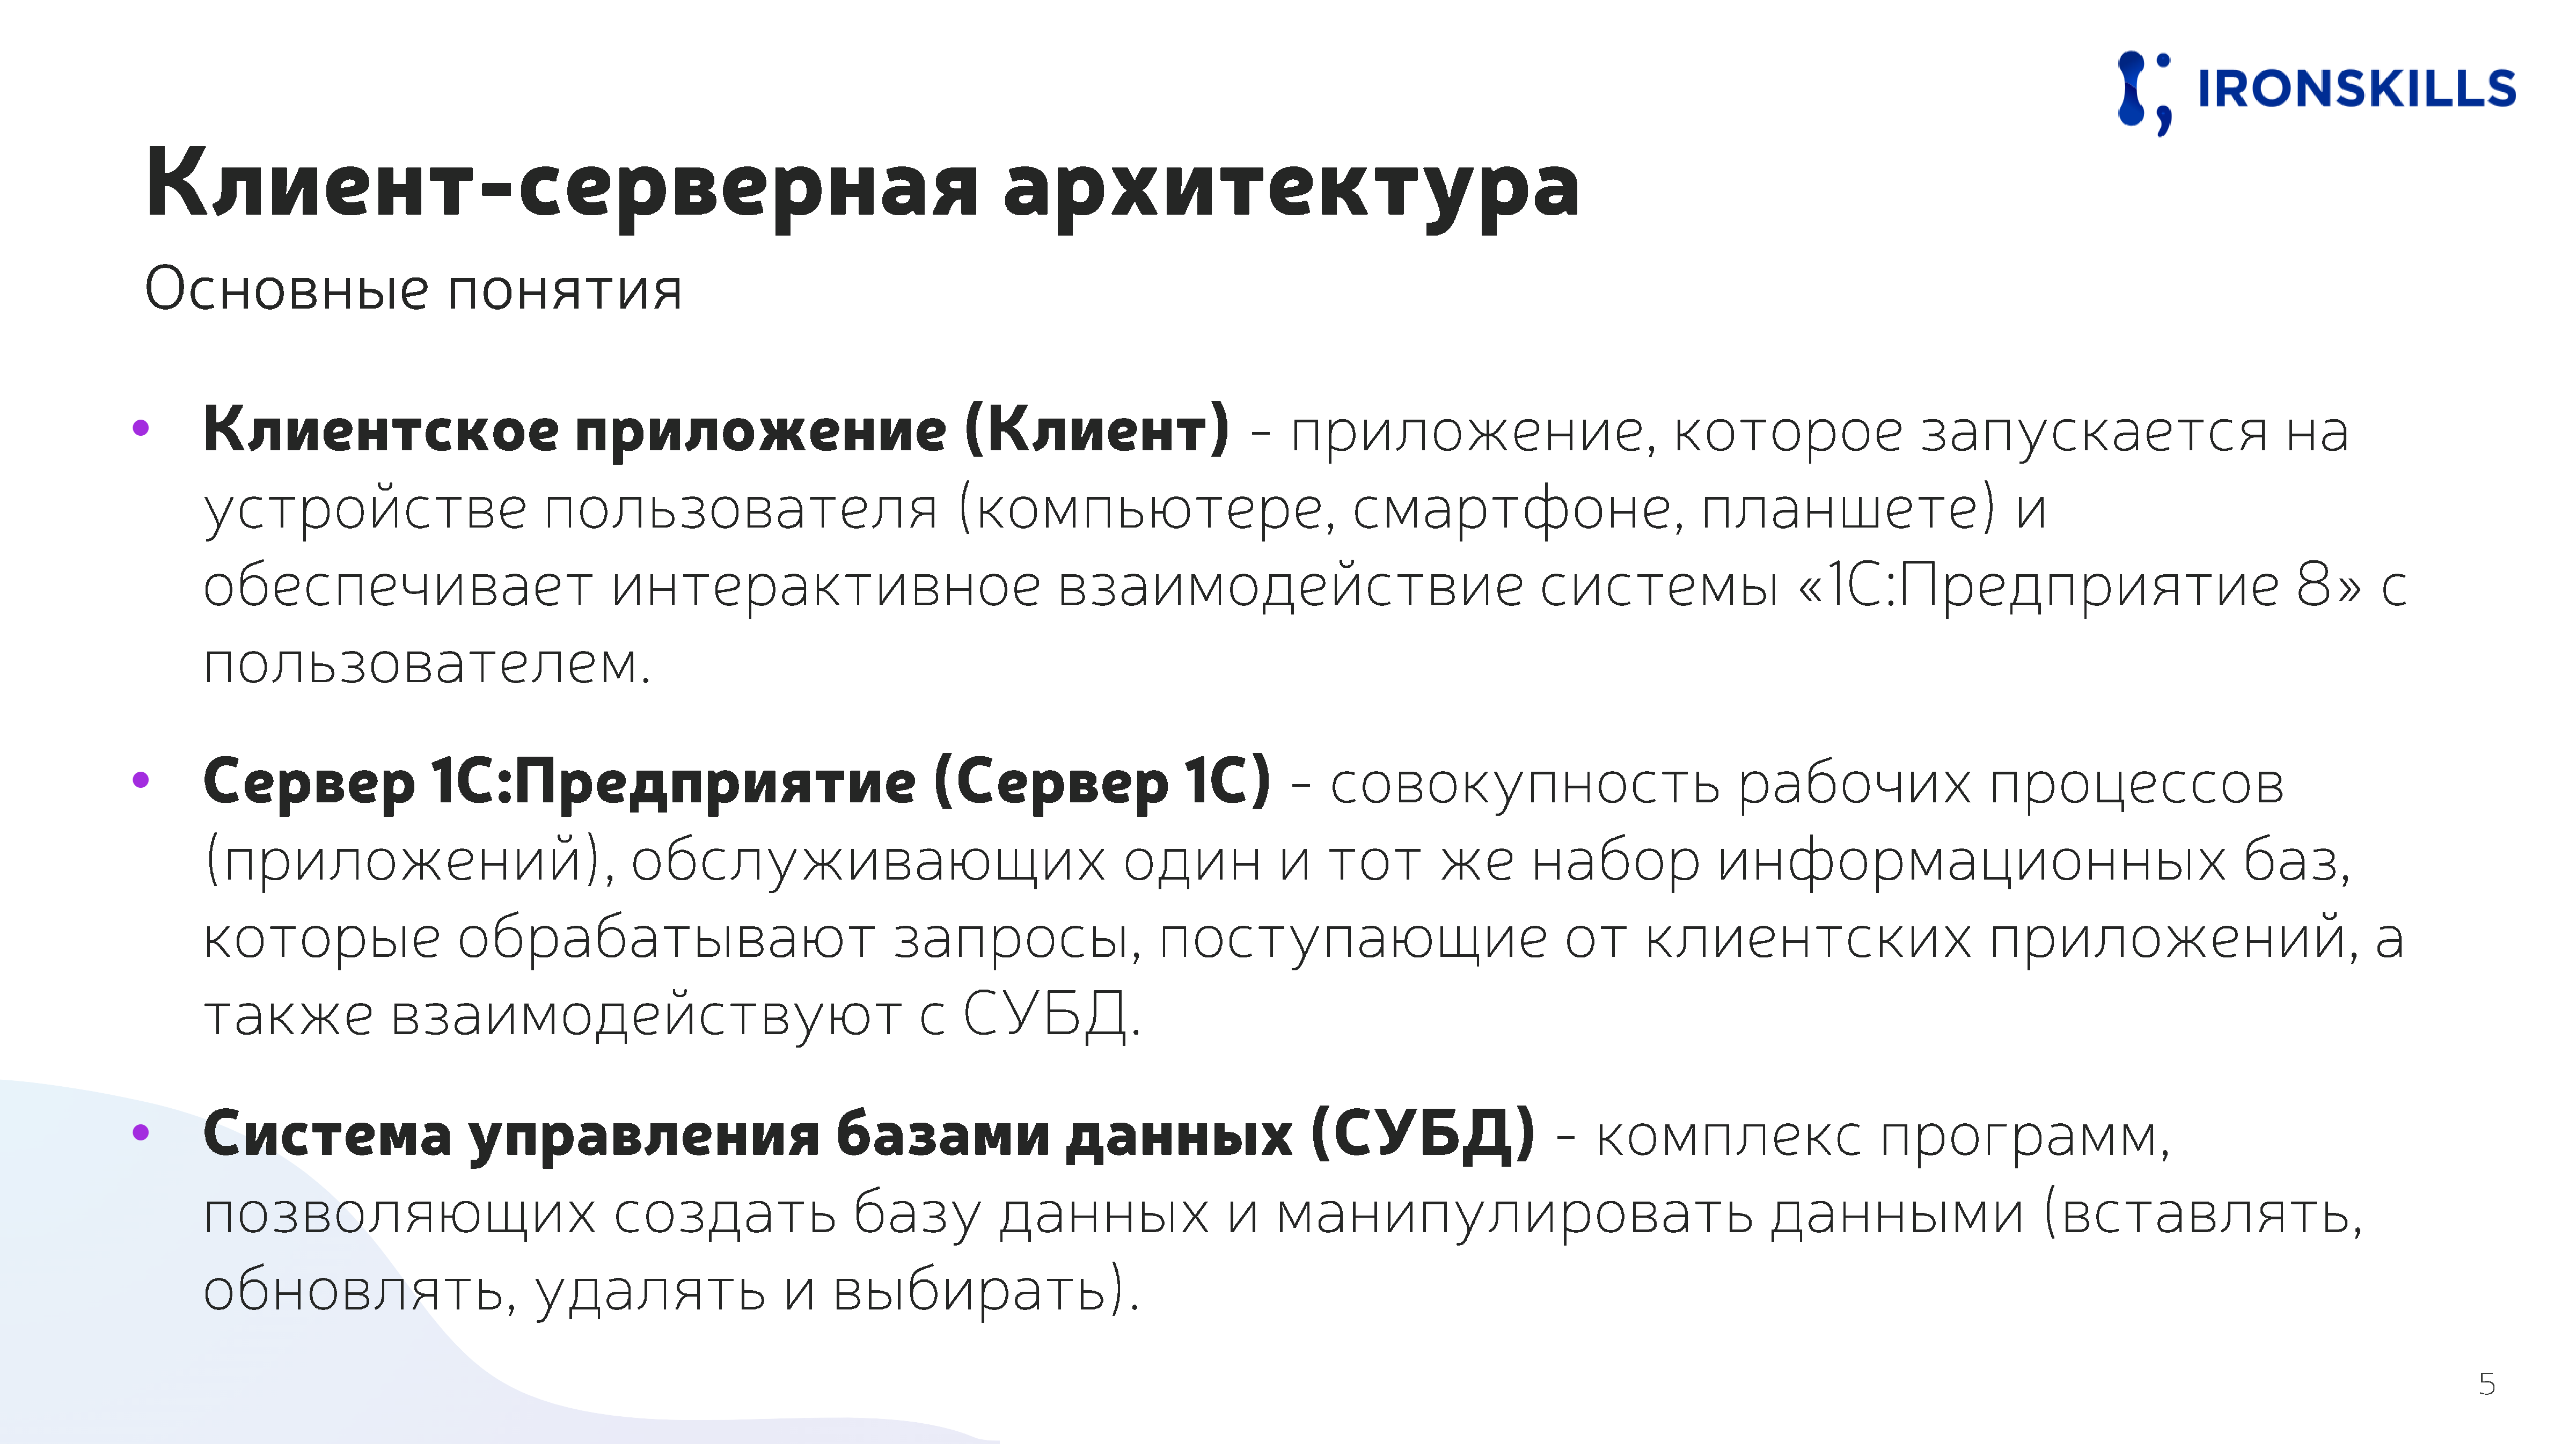 IRONSKILLS
Клиент-серверная архитектура
Основные понятия
• Клиентское приложение (Клиент) - приложение, которое запускается на
устройстве пользователя (компьютере, смартфоне, планшете) и
обеспечивает интерактивное взаимодействие системы «1С:Предприятие 8» с
пользователем.
• Сервер 1С:Предприятие (Сервер 1С) - совокупность рабочих процессов
(приложений), обслуживающих один и тот же набор информационных баз,
которые обрабатывают запросы, поступающие от клиентских приложений, а
также взаимодействуют с СУБД.
• Система управления базами данных (СУБД) - комплекс программ,
позволяющих создать базу данных и манипулировать данными (вставлять,
обновлять, удалять и выбирать).
5